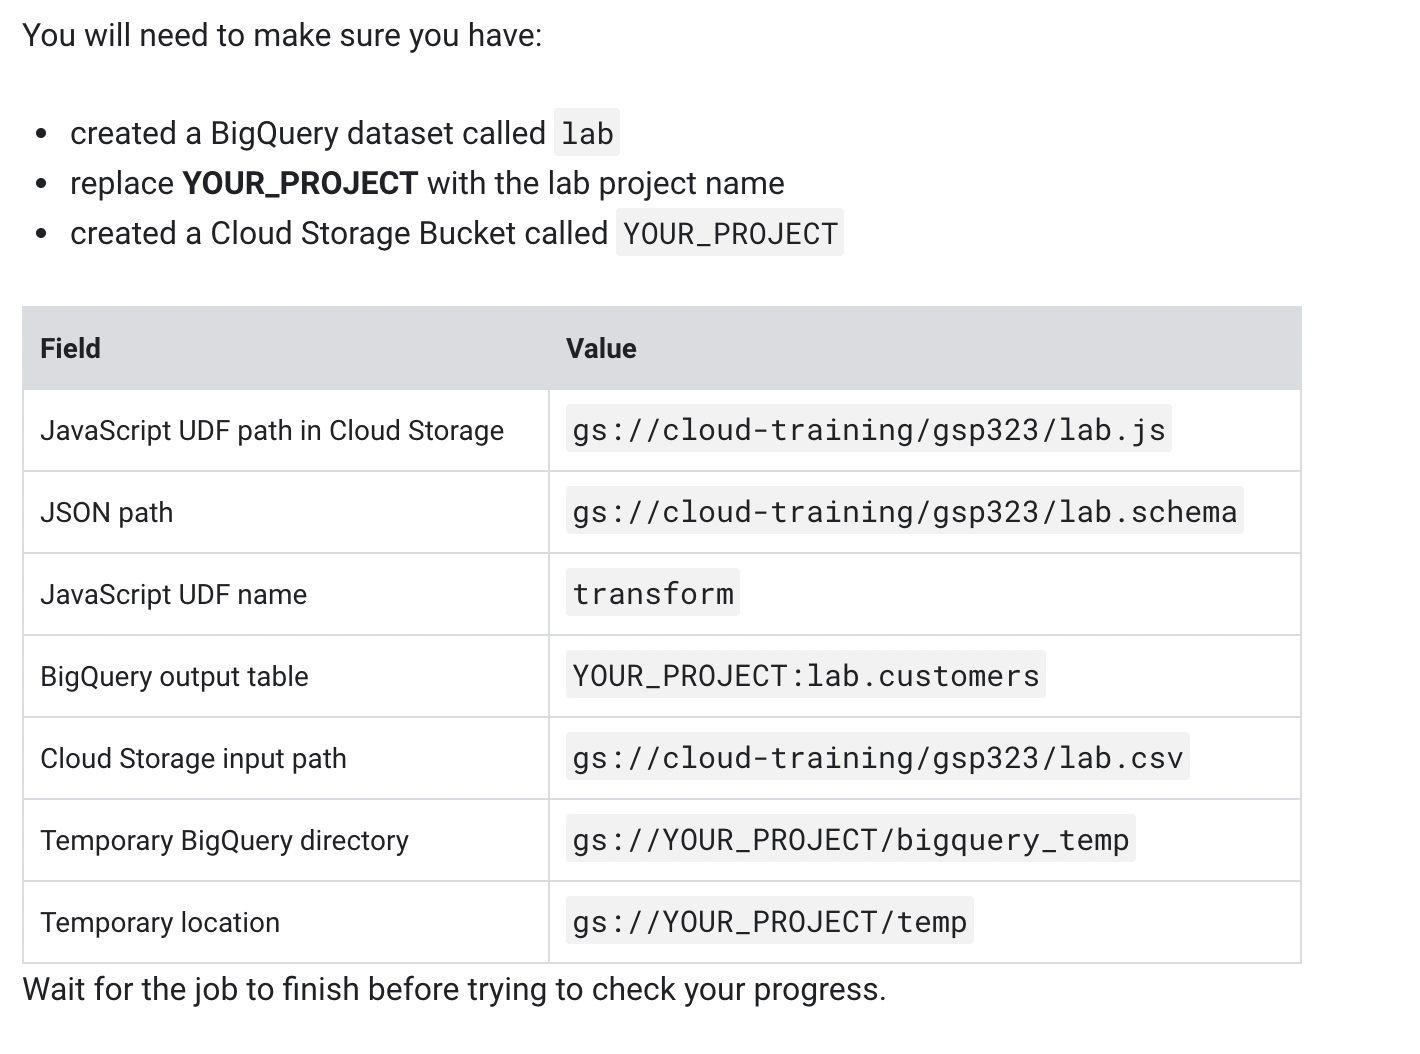 You will need to make sure you have:
• created a BigQuery dataset called lab
• replace YOUR_PROJECT with the lab project name
• created a Cloud Storage Bucket called YOUR_PROJECT
Field Value
JavaScript UDF path in Cloud Storage gs://cloud-training/gsp323/lab.js
JSON path gs://cloud-training/gsp323/lab.schema
JavaScript UDF name transform
BigQuery output table YOUR_PROJECT:lab.customers
Cloud Storage input path gs://cloud-training/gsp323/lab.csv
Temporary BigQuery directory gs://YOUR_PROJECT/bigquery_temp
Temporary location gs://YOUR_PROJECT/temp
Wait for the job to finish before trying to check your progress.